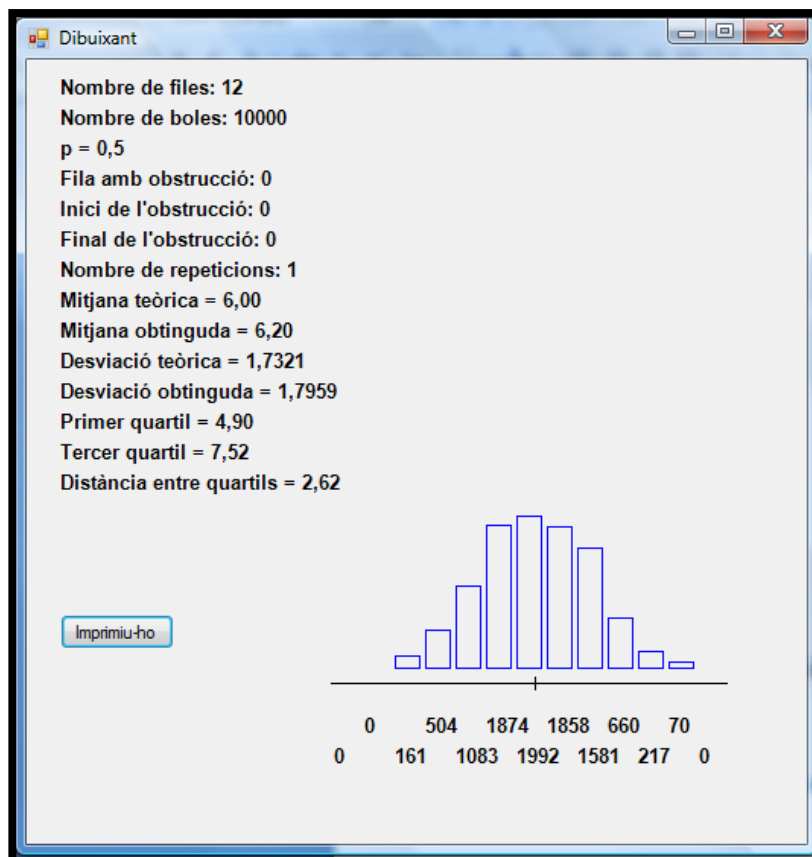 Dibuixant
Nombre de files: 12
Nombre de boles: 10000
p = 0,5
Fila amb obstrucció: 0
Inici de l'obstrucció: 0
Final de l'obstrucció: 0
Nombre de repeticions: 1
Mitjana teòrica = 6,00
Mitjana obtinguda = 6,20
Desviació teòrica = 1,7321
Desviació obtinguda = 1,7959
Primer quartil = 4,90
Tercer quartil = 7,52
Distància entre quartils = 2,62
Imprimiu-ho
0 504 1874 1858 660 70
0 161 1083 1992 1581 217 0